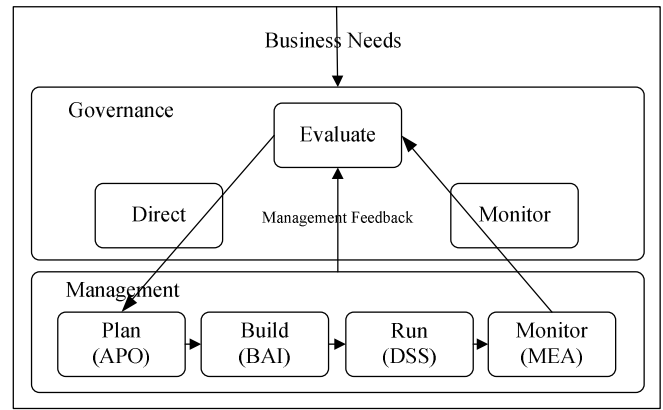 Business Needs
Governance
Evaluate
Direct
Management Feedback
Monitor
Management
Plan
(APO)
Build
(BAI)
Run
(DSS)
Monitor
(MEA)